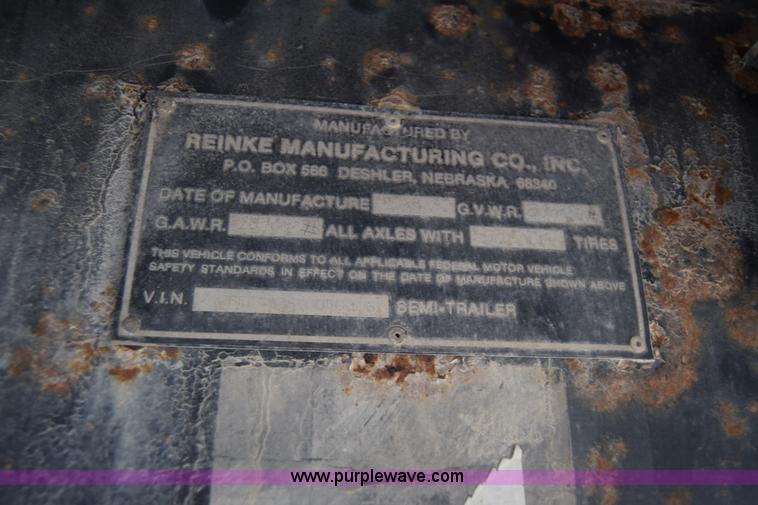 MANUFACTURED BY
REINKE MANUFACTURING CO., INC.
P.O. BOX 566 DESHLER, NEBRASKA 68340
DATE OF MANUFACTURE G.V.W.R. #
G.A.W.R. # ALL AXLES WITH TIRES
THIS VEHICLE CONFORMS TO ALL APPLICABLE FEDERAL MOTOR VEHICLE
SAFETY STANDARDS IN EFFECT ON THE DATE OF MANUFACTURE SHOWN ABOVE
V.I.N. SEMI-TRAILER
www.purplewave.com